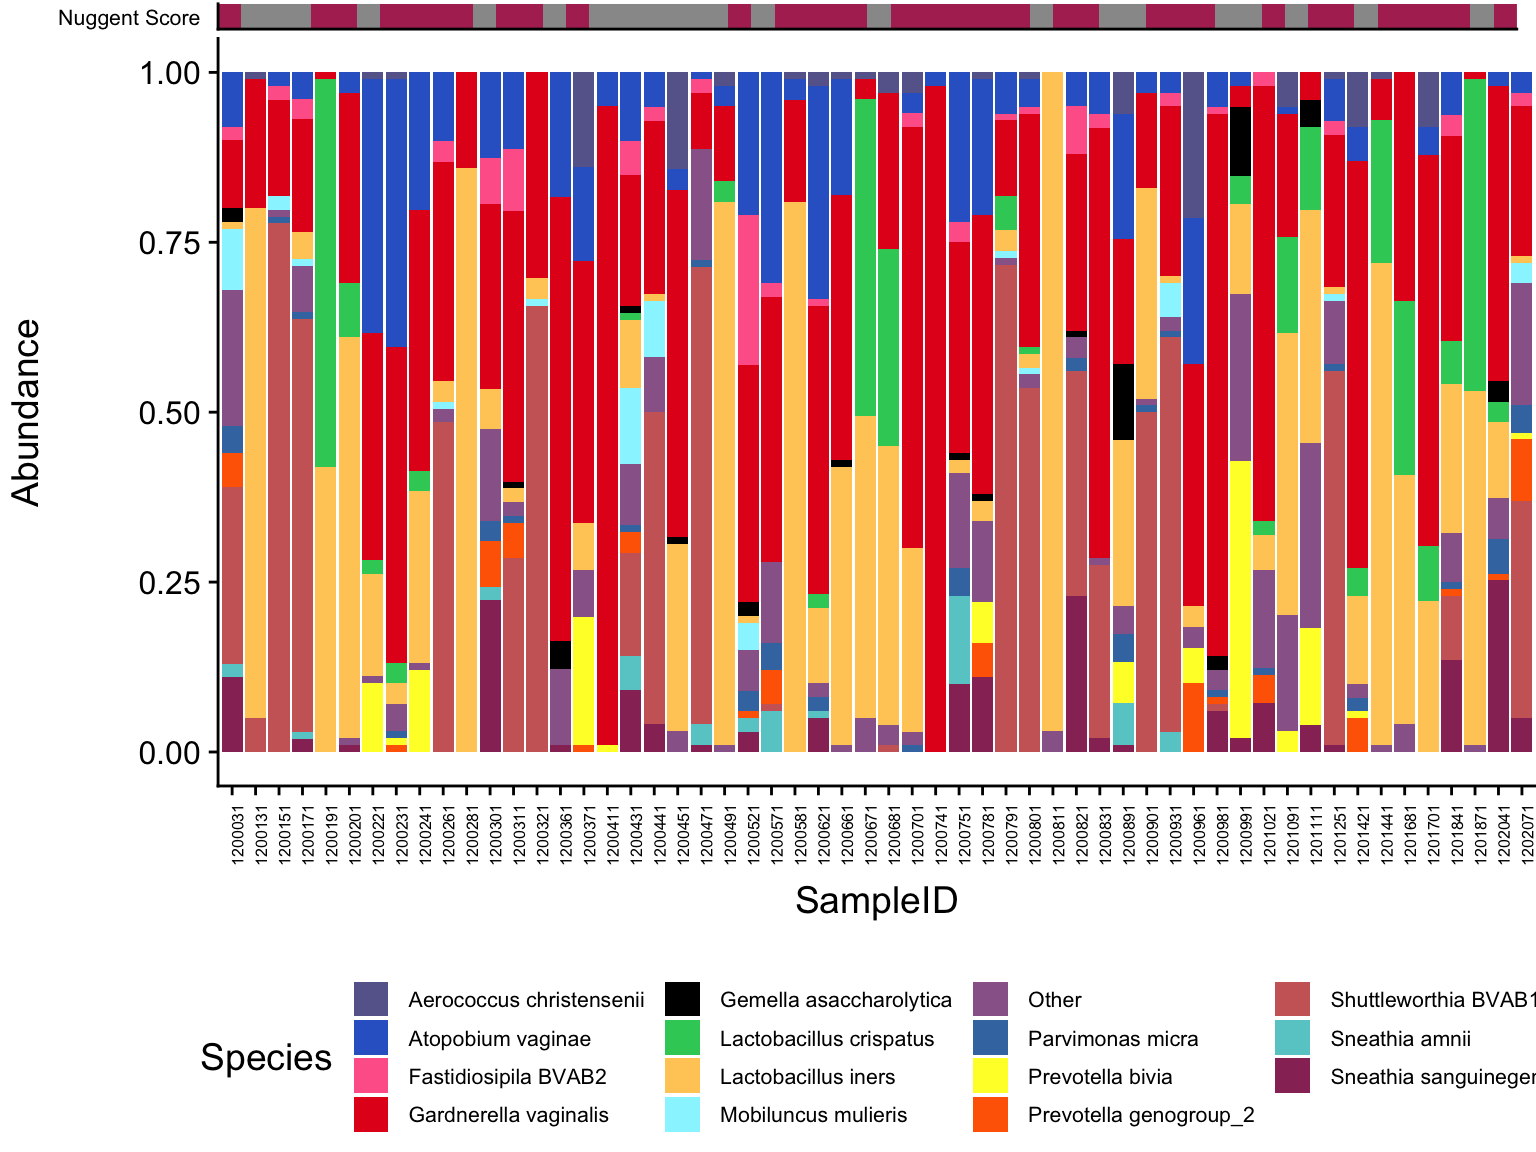 Nuggent Score
1.00
0.75
0.50
0.25
0.00
Abundance
1200031 1200131 1200151 1200171 1200191 1200201 1200221 1200231 1200241 1200261 1200281 1200301 1200311 1200321 1200361 1200371 1200411 1200431 1200441 1200451 1200471 1200491 1200521 1200571 1200581 1200621 1200661 1200671 1200681 1200701 1200741 1200751 1200781 1200791 1200801 1200811 1200821 1200831 1200891 1200901 1200931 1200961 1200981 1200991 1201021 1201091 1201111 1201251 1201421 1201441 1201681 1201701 1201841 1201871 1202041 1202071
SampleID
Species
Aerococcus christensenii
Atopobium vaginae
Fastidiosipila BVAB2
Gardnerella vaginalis
Gemella asaccharolytica
Lactobacillus crispatus
Lactobacillus iners
Mobiluncus mulieris
Other
Parvimonas micra
Prevotella bivia
Prevotella genogroup_2
Shuttleworthia BVAB1
Sneathia amnii
Sneathia